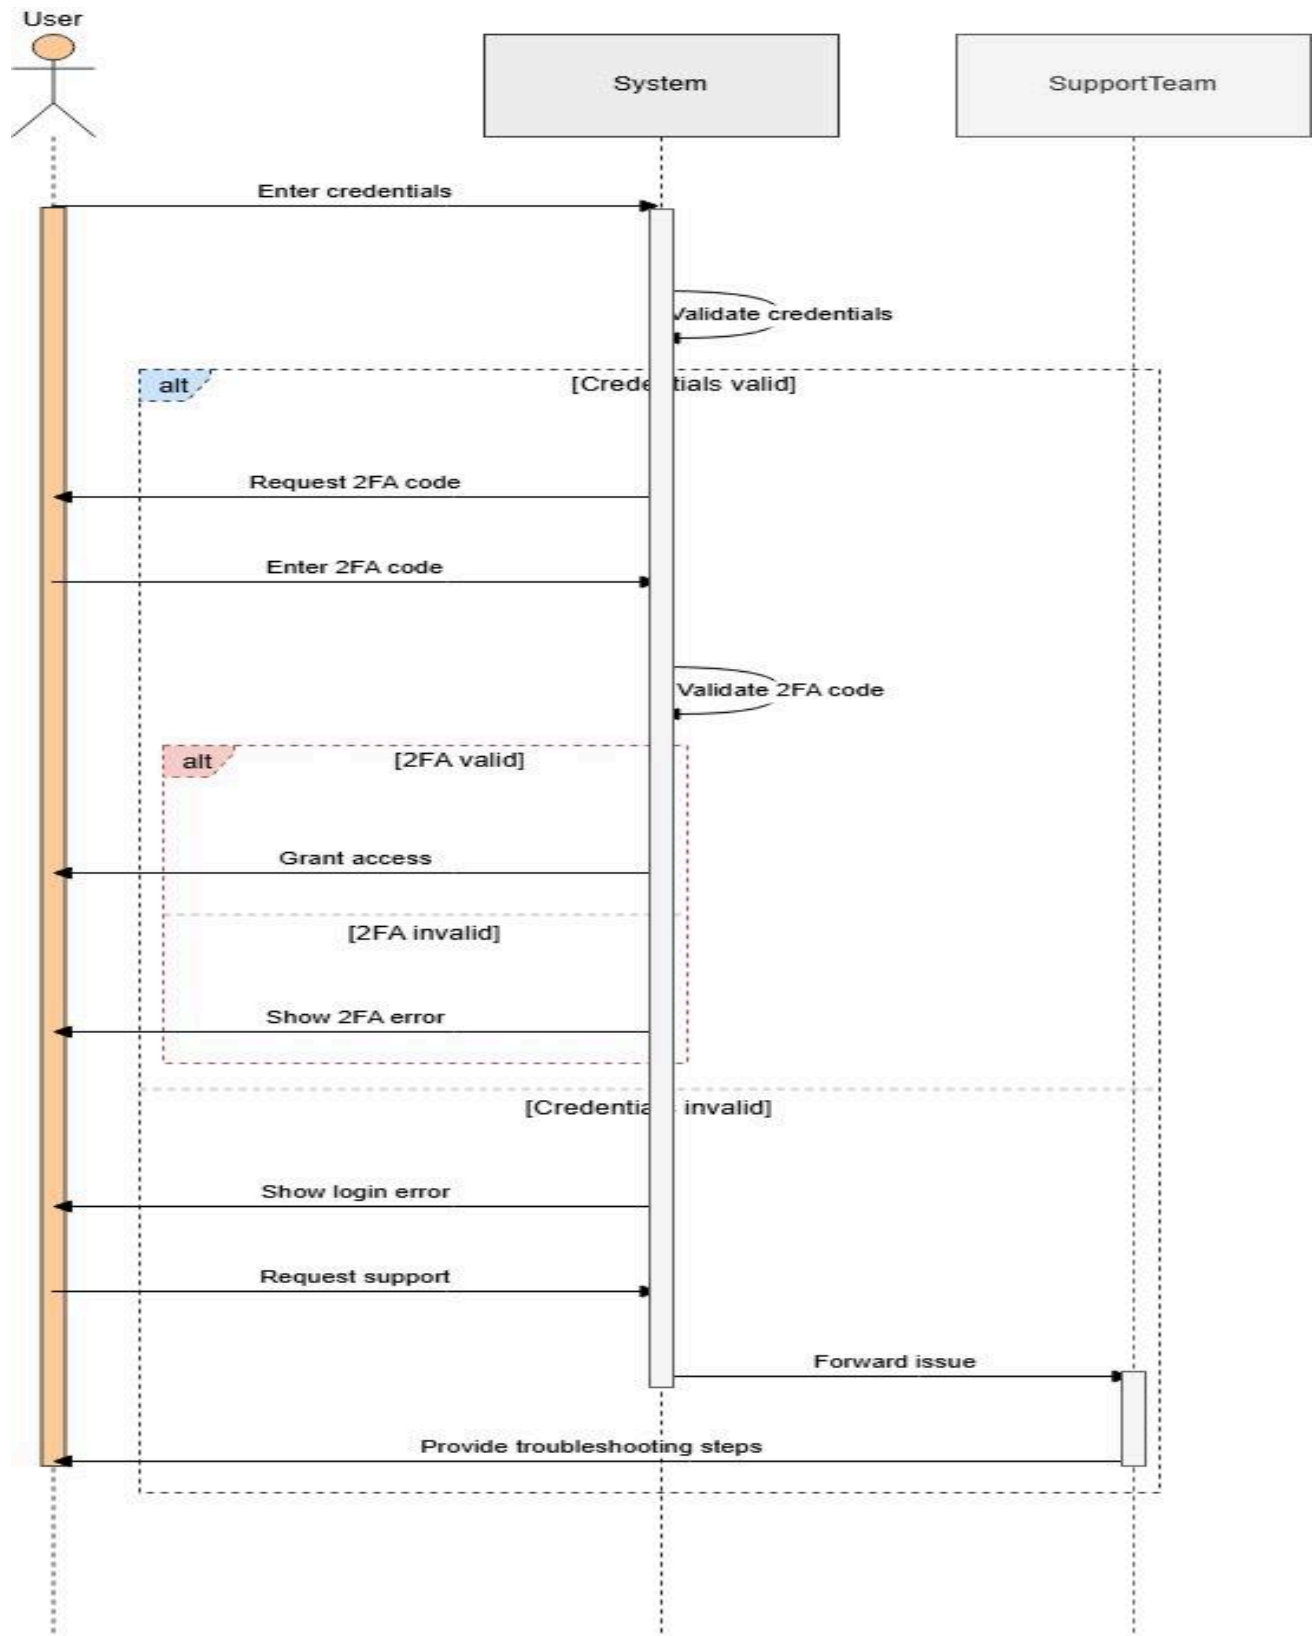 User
System
SupportTeam
Enter credentials
Validate credentials
alt
[Credentials valid]
Request 2FA code
Enter 2FA code
Validate 2FA code
alt
[2FA valid]
Grant access
[2FA invalid]
Show 2FA error
[Credentials invalid]
Show login error
Request support
Forward issue
Provide troubleshooting steps